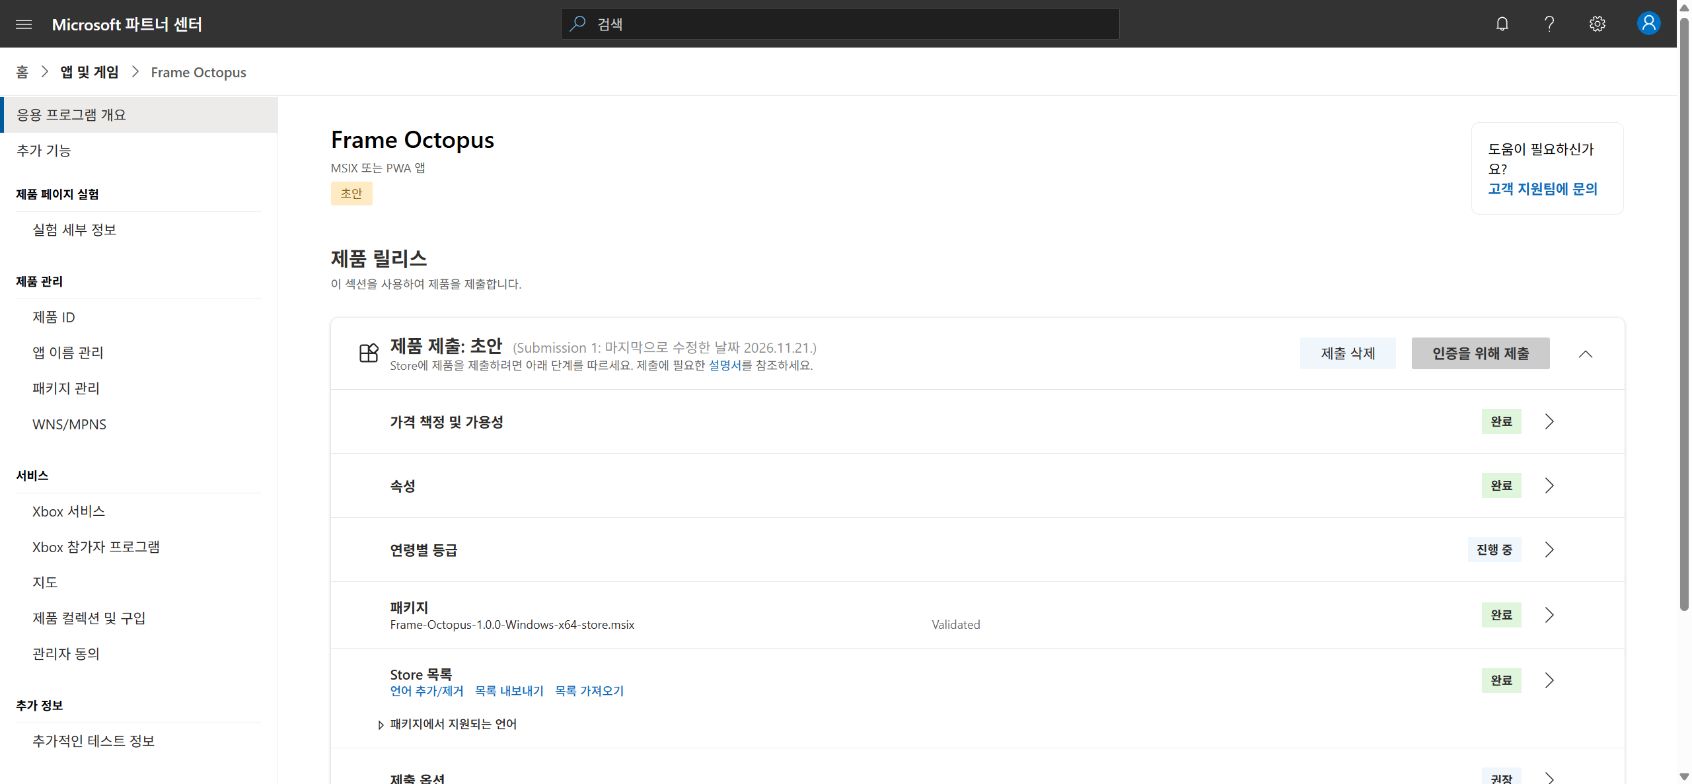 Microsoft 파트너 센터
검색
홈 > 앱 및 게임 > Frame Octopus
응용 프로그램 개요
추가 기능
제품 페이지 실험
실험 세부 정보
제품 관리
제품 ID
앱 이름 관리
패키지 관리
WNS/MPNS
서비스
Xbox 서비스
Xbox 참가자 프로그램
지도
제품 컬렉션 및 구입
관리자 동의
추가 정보
추가적인 테스트 정보
Frame Octopus
MSIX 또는 PWA 앱
초안
도움이 필요하신가
요?
고객 지원팀에 문의
제품 릴리스
이 섹션을 사용하여 제품을 제출합니다.
제품 제출: 초안 (Submission 1: 마지막으로 수정한 날짜 2026.11.21.)
Store에 제품을 제출하려면 아래 단계를 따르세요. 제출에 필요한 설명서를 참조하세요.
제출 삭제
인증을 위해 제출
가격 책정 및 가용성
완료
속성
완료
연령별 등급
진행 중
패키지
Frame-Octopus-1.0.0-Windows-x64-store.msix
Validated
완료
Store 목록
언어 추가/제거 목록 내보내기 목록 가져오기
완료
패키지에서 지원되는 언어
제출 옵션
권장